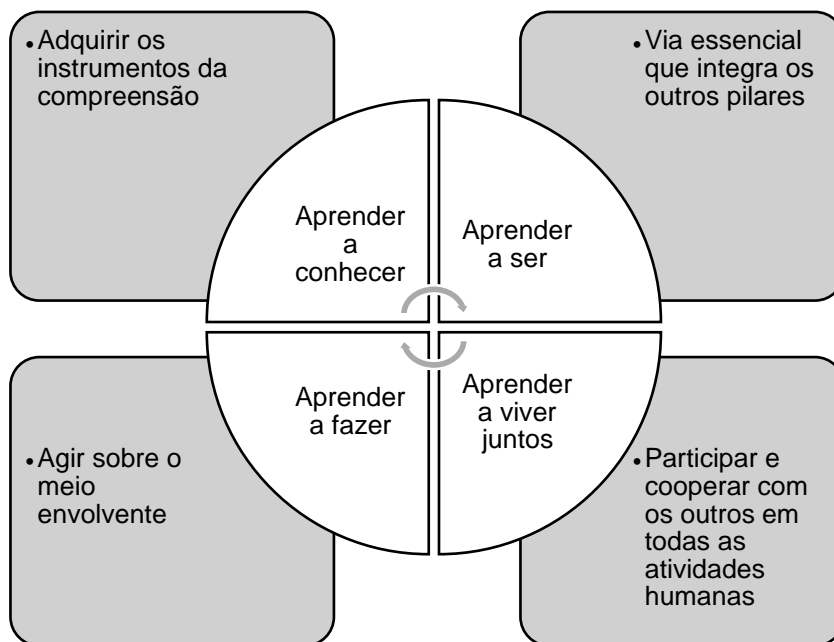 • Adquirir os
instrumentos da
compreensão
• Via essencial
que integra os
outros pilares
Aprender
a
conhecer
Aprender
a ser
Aprender
a fazer
Aprender
a viver
juntos
• Agir sobre o
meio
envolvente
• Participar e
cooperar com
os outros em
todas as
atividades
humanas